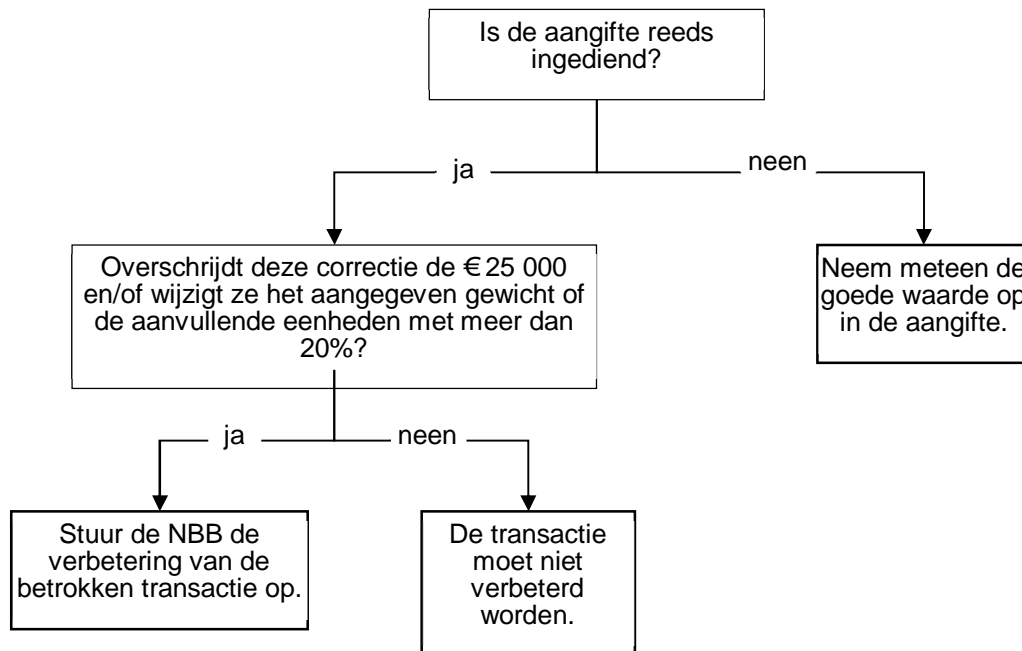 Is de aangifte reeds
ingediend?
ja
neen
Overschrijdt deze correctie de € 25 000
en/of wijzigt ze het aangegeven gewicht of
de aanvullende eenheden met meer dan
20%?
Neem meteen de
goede waarde op
in de aangifte.
ja
neen
Stuur de NBB de
verbetering van de
betrokken transactie op.
De transactie
moet niet
verbeterd
worden.